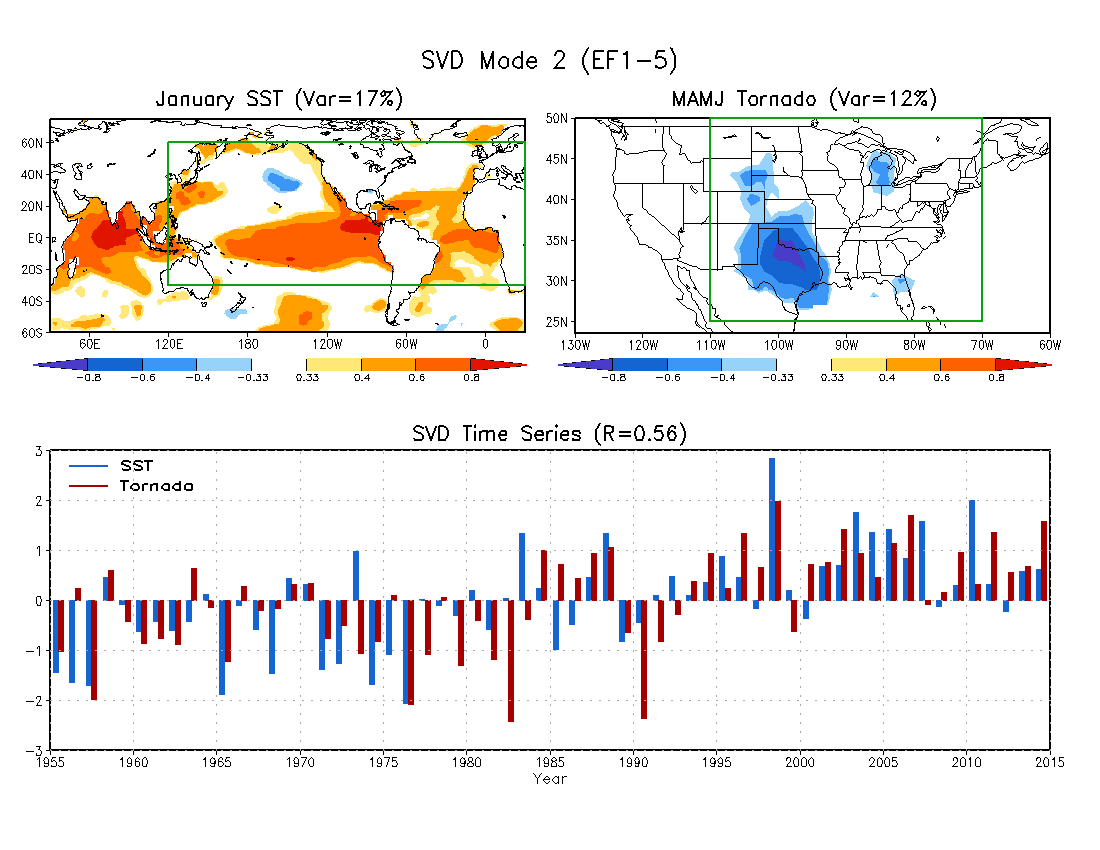 SVD Mode 2 (EF1-5)
January SST (Var=17%)
MAMJ Tornado (Var=12%)
60N
40N
20N
EQ
20S
40S
60S
60E 120E 180 120W 60W 0
-0.8 -0.6 -0.4 -0.33 0.33 0.4 0.6 0.8
50N
45N
40N
35N
30N
25N
130W 120W 110W 100W 90W 80W 70W 60W
-0.8 -0.6 -0.4 -0.33 0.33 0.4 0.6 0.8
SVD Time Series (R=0.56)
SST
Tornado
3
2
1
0
-1
-2
-3
1955 1960 1965 1970 1975 1980 1985 1990 1995 2000 2005 2010 2015
Year